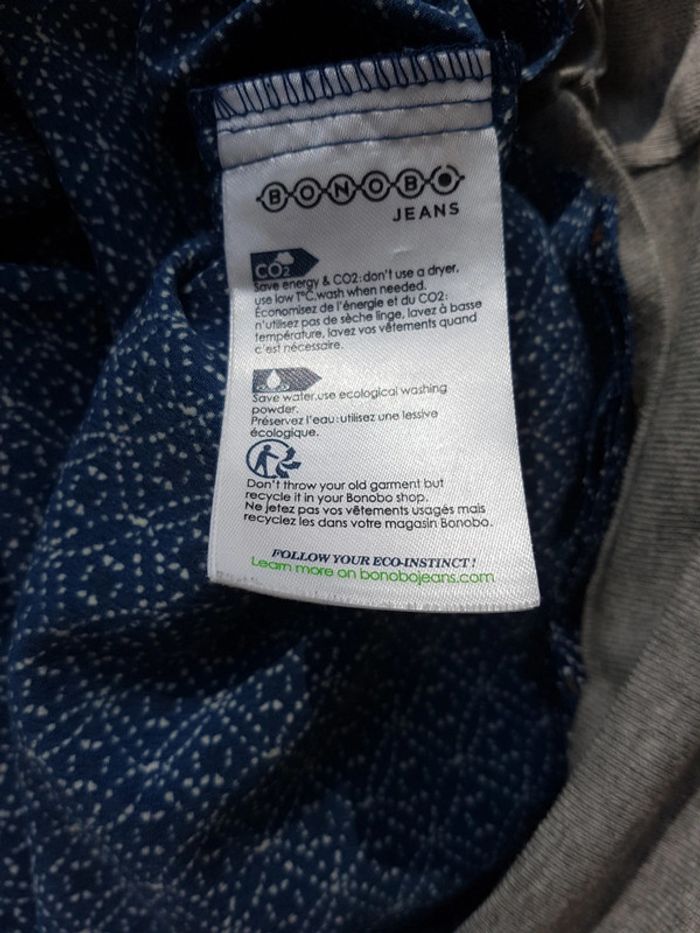 BONOBO
JEANS
CO2
Save energy & CO2:don't use a dryer,
use low T°C,wash when needed.
Économisez de l'énergie et du CO2:
n'utilisez pas de sèche linge, lavez à basse
température, lavez vos vêtements quand
c'est nécessaire.
Save water,use ecological washing
powder.
Préservez l'eau:utilisez une lessive
écologique.
Don't throw your old garment but
recycle it in your Bonobo shop.
Ne jetez pas vos vêtements usagés mais
recyclez les dans votre magasin Bonobo.
FOLLOW YOUR ECO-INSTINCT!
Learn more on bonobojeans.com